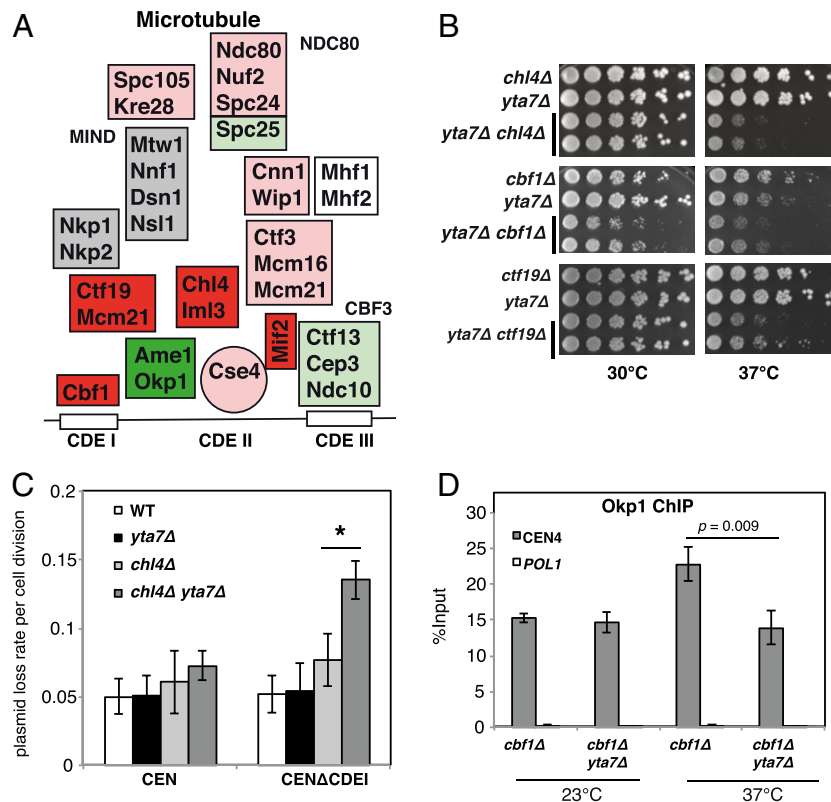 A
Microtubule
Ndc80
Nuf2
Spc24
Spc25
NDC80
Spc105
Kre28
MIND
Mtw1
Nnf1
Dsn1
Nsl1
Cnn1
Wip1
Mhf1
Mhf2
Nkp1
Nkp2
Ctf3
Mcm16
Mcm21
Ctf19
Mcm21
Chl4
Iml3
CBF3
Mif2
Ctf13
Cep3
Ndc10
Ame1
Okp1
Cse4
Cbf1
CDE I
CDE II
CDE III
B
chl4Δ
yta7Δ
yta7Δ chl4Δ
cbf1Δ
yta7Δ
yta7Δ cbf1Δ
ctf19Δ
yta7Δ
yta7Δ ctf19Δ
30°C
37°C
C
plasmid loss rate per cell division
0.2
0.15
0.1
0.05
0
WT
yta7Δ
chl4Δ
chl4Δ yta7Δ
*
CEN
CENΔCDEI
D
Okp1 ChIP
%Input
30
25
20
15
10
5
0
CEN4
POL1
p = 0.009
cbf1Δ
cbf1Δ
yta7Δ
cbf1Δ
cbf1Δ
yta7Δ
23°C
37°C